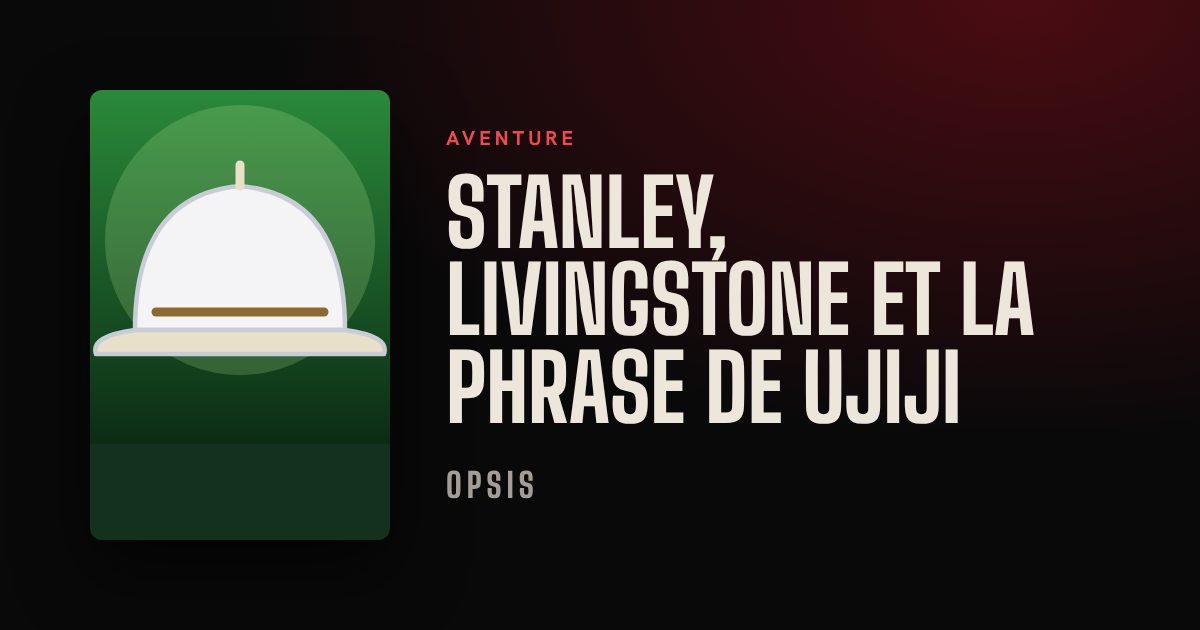 AVENTURE
STANLEY,
LIVINGSTONE ET LA
PHRASE DE UJIJI
OPSIS